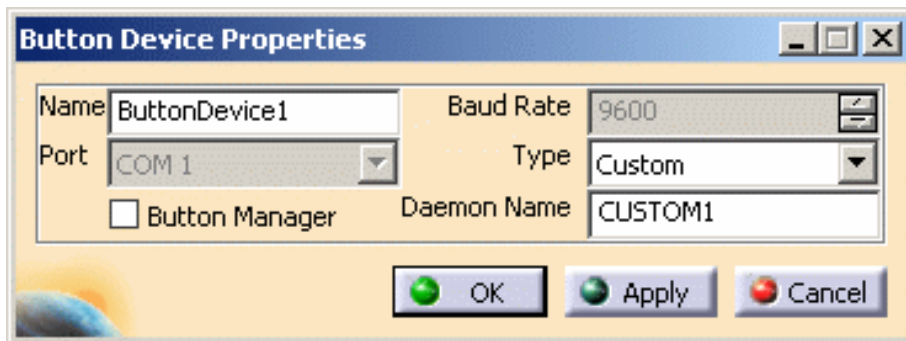 Button Device Properties
Name ButtonDevice1 Baud Rate 9600
Port COM 1 Type Custom
Button Manager Daemon Name CUSTOM1
OK Apply Cancel